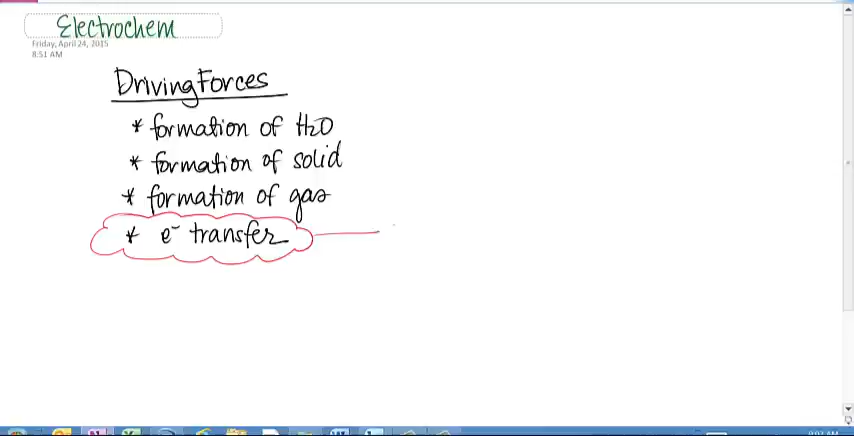 Electrochem
Friday, April 24, 2015
8:51 AM
Driving Forces
* formation of H2O
* formation of solid
* formation of gas
* e⁻ transfer